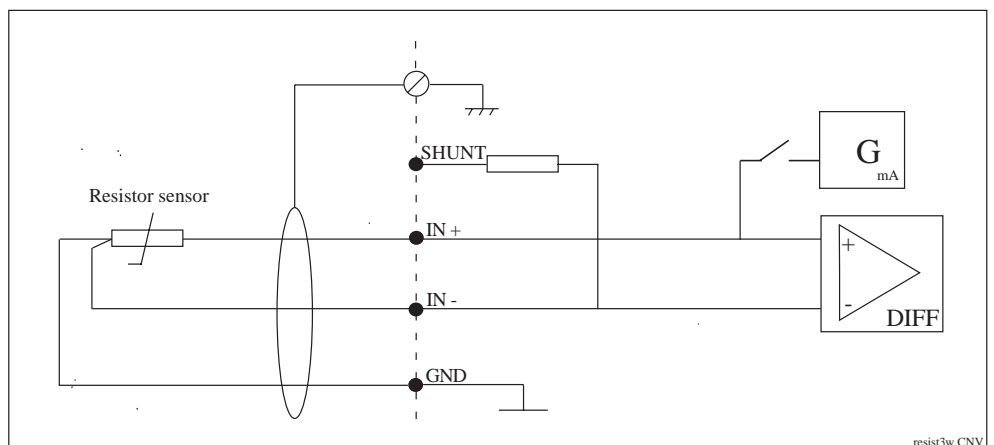 SHUNT
G
mA
Resistor sensor
IN +
+
IN -
-
DIFF
GND
resist3w CNV